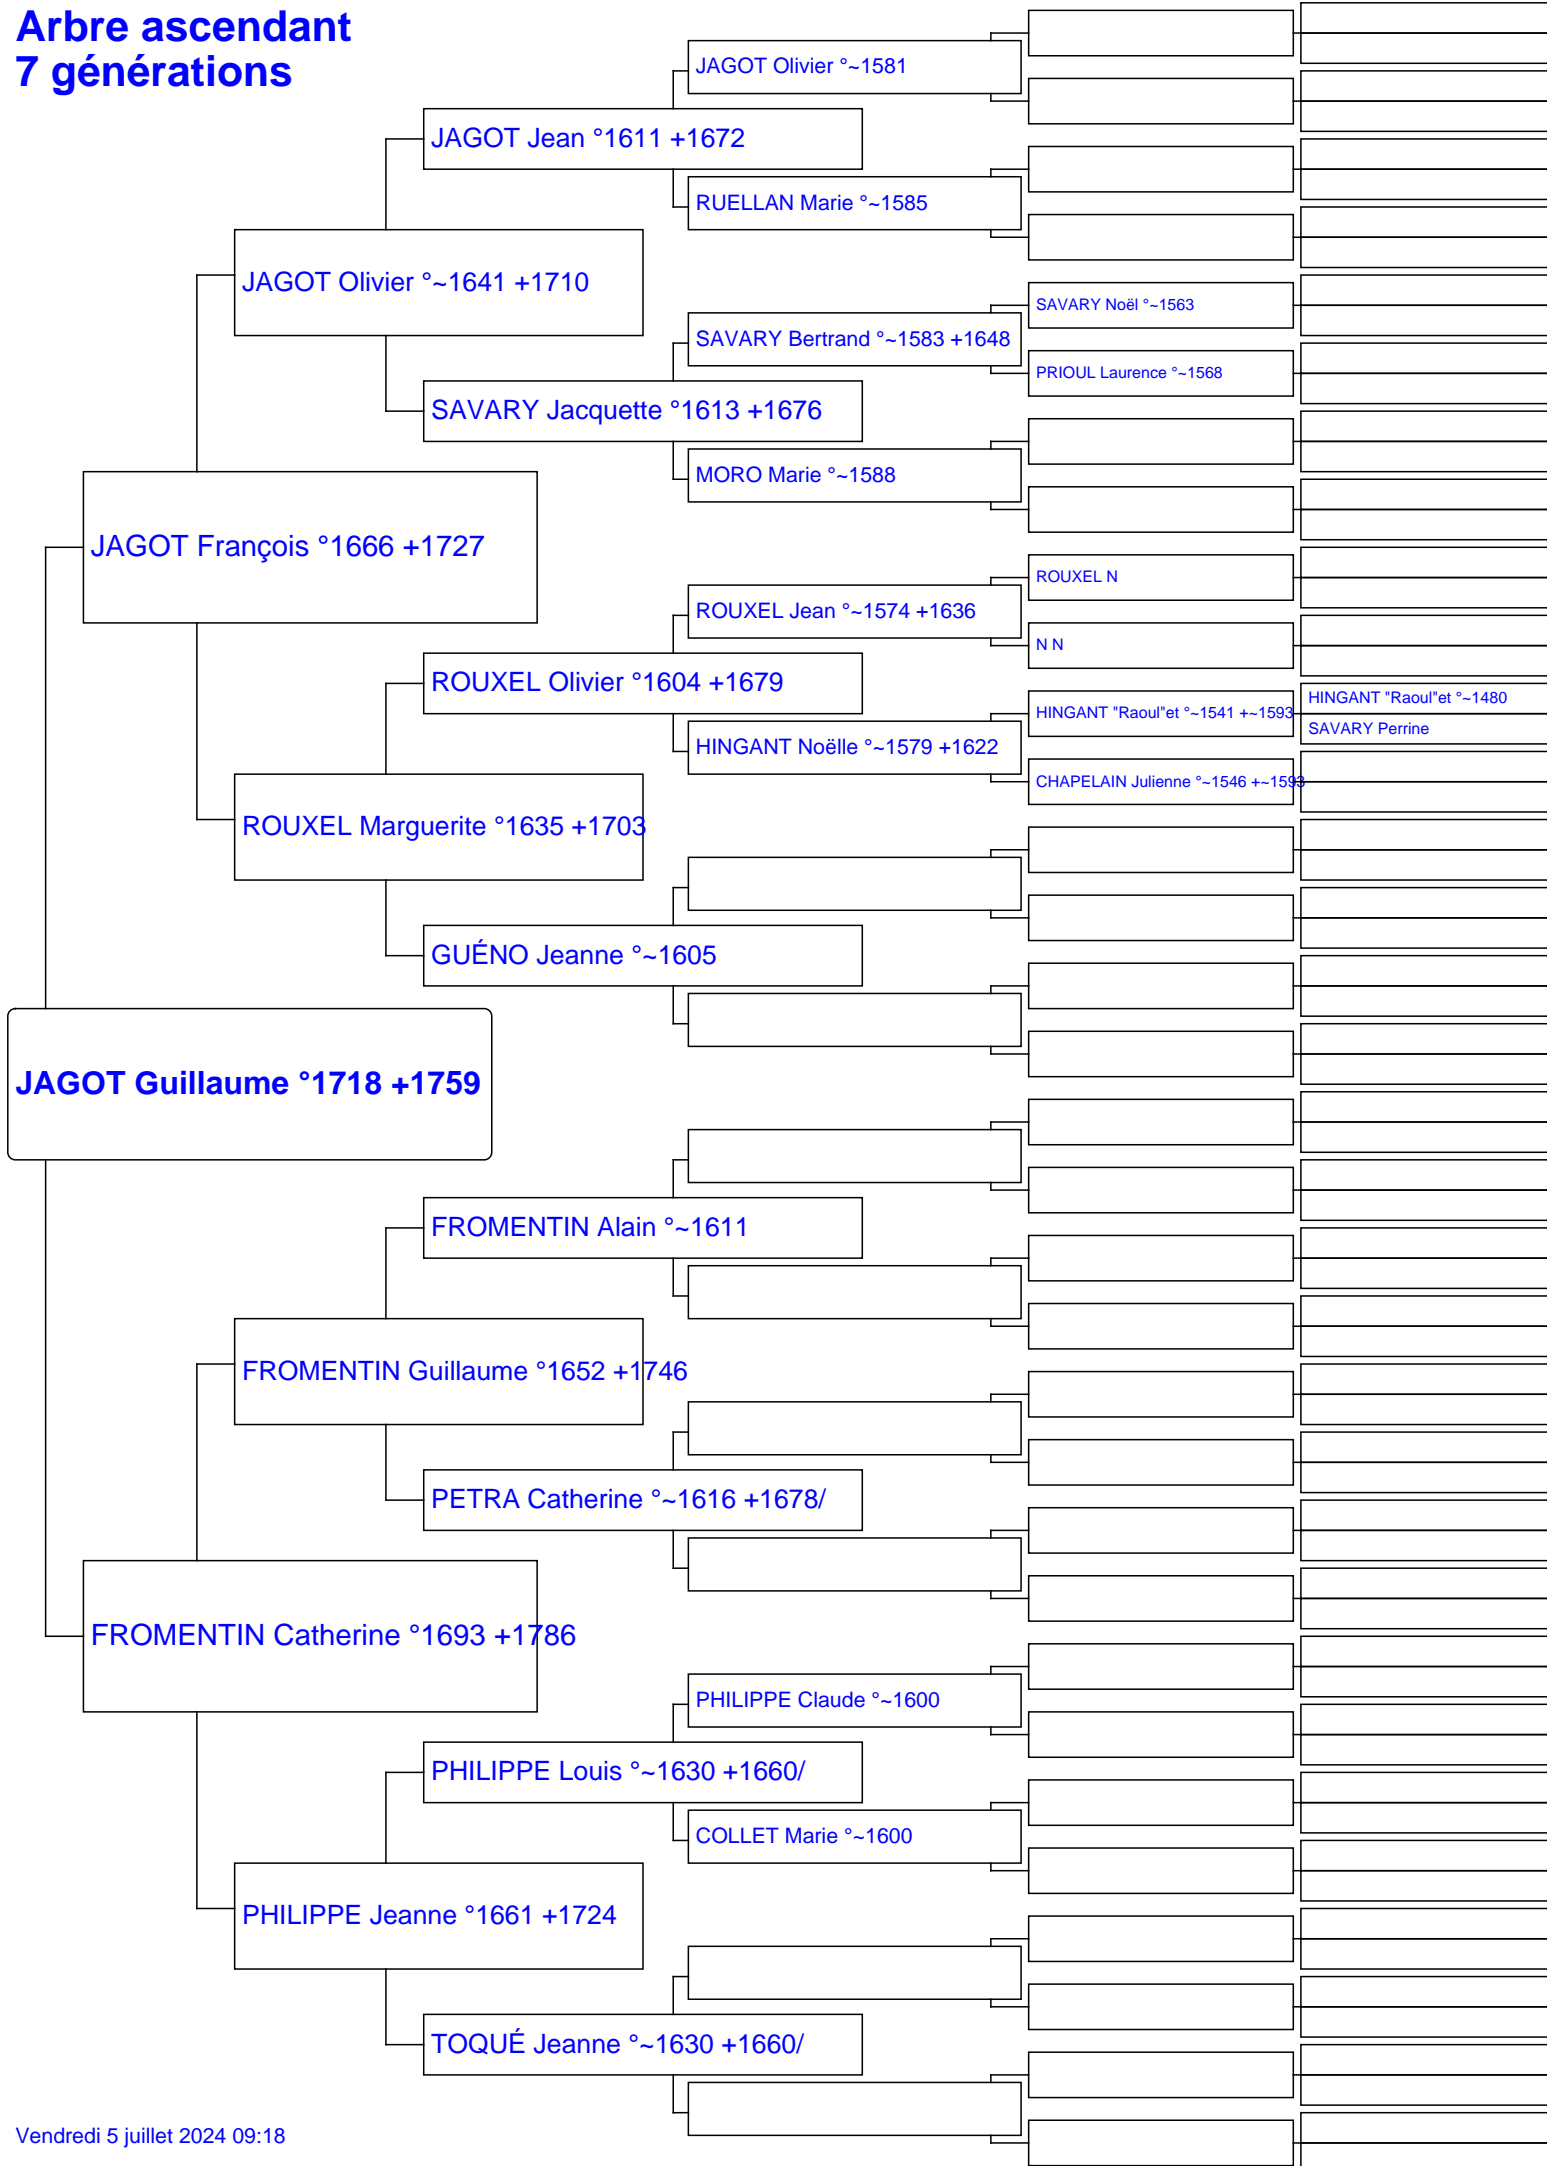 Arbre ascendant
7 générations
JAGOT Olivier °~1581
JAGOT Jean °1611 +1672
RUELLAN Marie °~1585
JAGOT Olivier °~1641 +1710
SAVARY Noël °~1563
SAVARY Bertrand °~1583 +1648
PRIOUL Laurence °~1568
SAVARY Jacquette °1613 +1676
MORO Marie °~1588
JAGOT François °1666 +1727
ROUXEL N
ROUXEL Jean °~1574 +1636
N N
ROUXEL Olivier °1604 +1679
HINGANT "Raoul"et °~1480
HINGANT "Raoul"et °~1541 +~1593
SAVARY Perrine
HINGANT Noëlle °~1579 +1622
CHAPELAIN Julienne °~1546 +~1593
ROUXEL Marguerite °1635 +1703
GUÉNO Jeanne °~1605
JAGOT Guillaume °1718 +1759
FROMENTIN Alain °~1611
FROMENTIN Guillaume °1652 +1746
PETRA Catherine °~1616 +1678/
FROMENTIN Catherine °1693 +1786
PHILIPPE Claude °~1600
PHILIPPE Louis °~1630 +1660/
COLLET Marie °~1600
PHILIPPE Jeanne °1661 +1724
TOQUÉ Jeanne °~1630 +1660/
Vendredi 5 juillet 2024 09:18